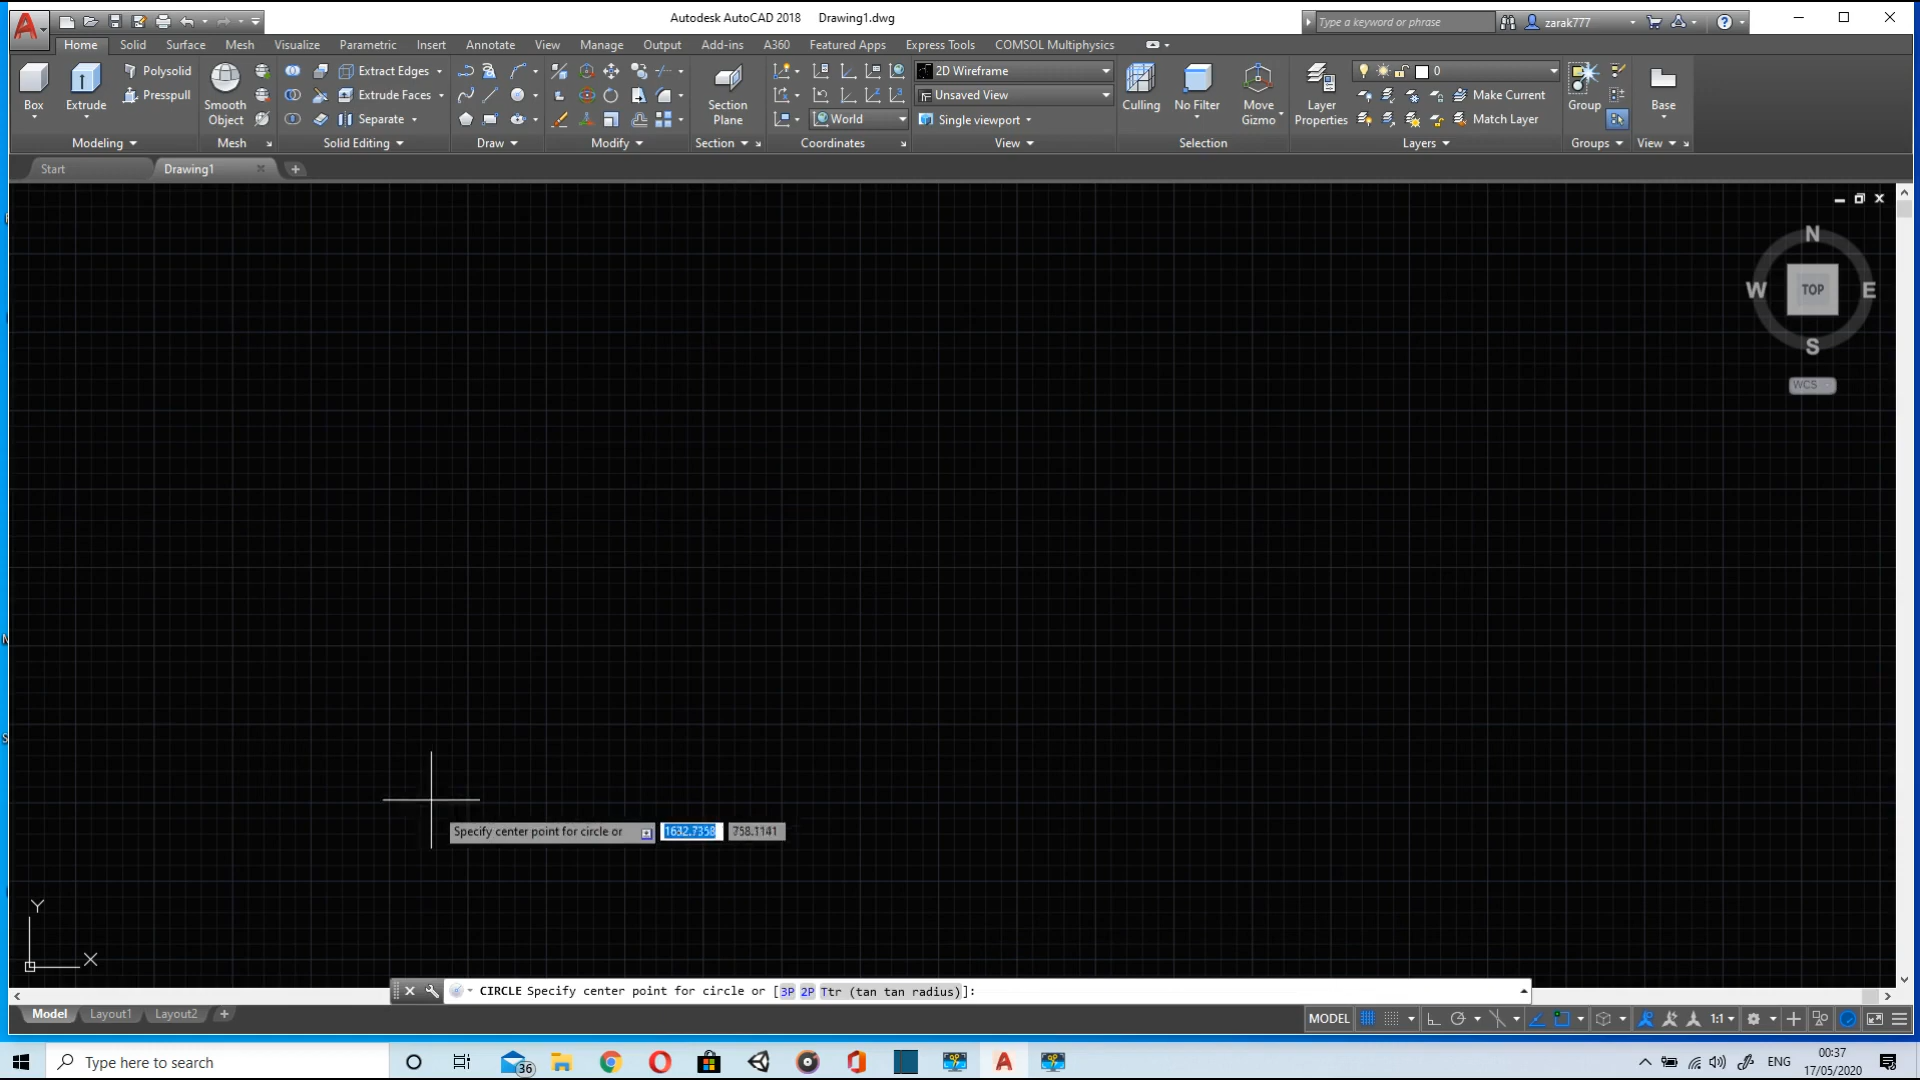 Autodesk AutoCAD 2018 Drawing1.dwg
Type a keyword or phrase
zarak777
Home Solid Surface Mesh Visualize Parametric Insert Annotate View Manage Output Add-ins A360 Featured Apps Express Tools COMSOL Multiphysics
Box
Extrude
Polysolid
Presspull
Modeling
Smooth Object
Mesh
Extract Edges
Extrude Faces
Separate
Solid Editing
Draw
Modify
Section Plane
Section
World
Coordinates
2D Wireframe
Unsaved View
Single viewport
View
Culling
No Filter
Move Gizmo
Selection
Layer Properties
0
Make Current
Match Layer
Layers
Group
Groups
Base
View
Start
Drawing1
N
W TOP E
S
WCS
Specify center point for circle or 1632.7358 758.1141
Y
X
CIRCLE Specify center point for circle or [3P 2P Ttr (tan tan radius)]:
Model Layout1 Layout2
MODEL
1:1
Type here to search
36
ENG
00:37
17/05/2020